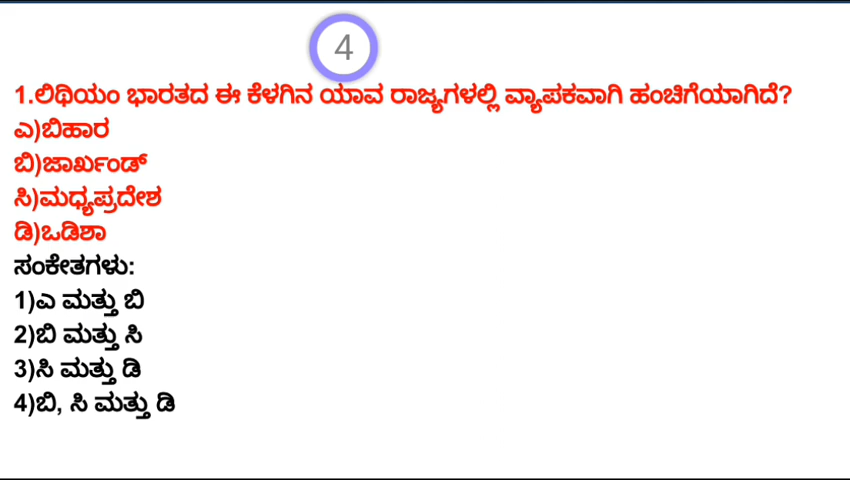 4
1.ಲಿಥಿಯಂ ಭಾರತದ ಈ ಕೆಳಗಿನ ಯಾವ ರಾಜ್ಯಗಳಲ್ಲಿ ವ್ಯಾಪಕವಾಗಿ ಹಂಚಿಗೆಯಾಗಿದೆ?
ಎ)ಬಿಹಾರ
ಬಿ)ಜಾರ್ಖಂಡ್
ಸಿ)ಮಧ್ಯಪ್ರದೇಶ
ಡಿ)ಒಡಿಶಾ
ಸಂಕೇತಗಳು:
1)ಎ ಮತ್ತು ಬಿ
2)ಬಿ ಮತ್ತು ಸಿ
3)ಸಿ ಮತ್ತು ಡಿ
4)ಬಿ, ಸಿ ಮತ್ತು ಡಿ